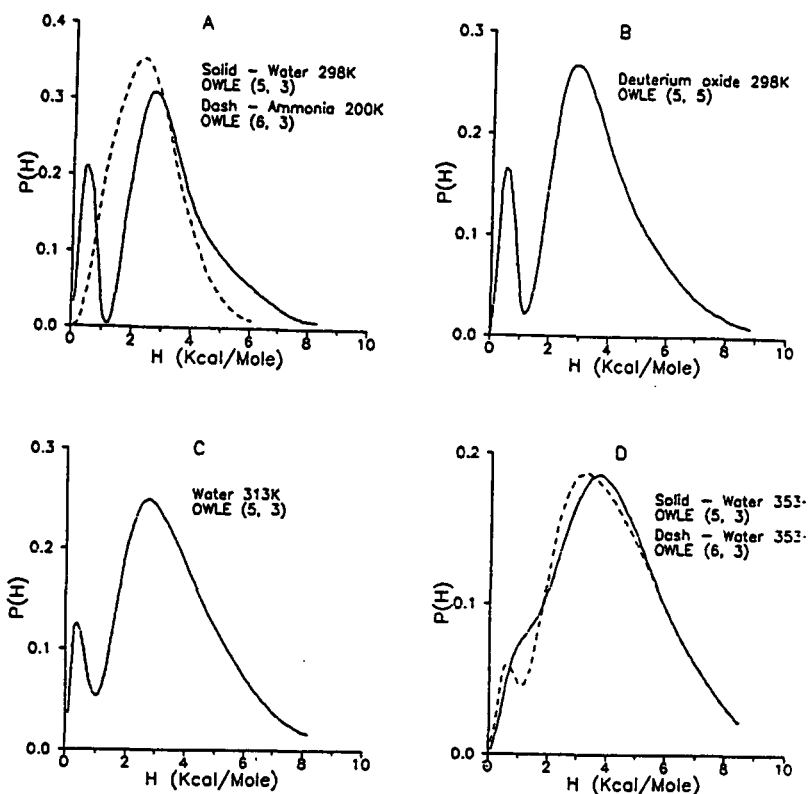 A
Solid – Water 298K
OWLE (5, 3)
Dash – Ammonia 200K
OWLE (6, 3)
P(H)
0.4
0.3
0.2
0.1
0.0
0 2 4 6 8 10
H (Kcal/Mole)
B
Deuterium oxide 298K
OWLE (5, 5)
P(H)
0.3
0.2
0.1
0.0
0 2 4 6 8 10
H (Kcal/Mole)
C
Water 313K
OWLE (5, 3)
P(H)
0.3
0.2
0.1
0.0
0 2 4 6 8 10
H (Kcal/Mole)
D
Solid – Water 353
OWLE (5, 3)
Dash – Water 353
OWLE (6, 3)
P(H)
0.2
0.1
0.0
0 2 4 6 8 10
H (Kcal/Mole)